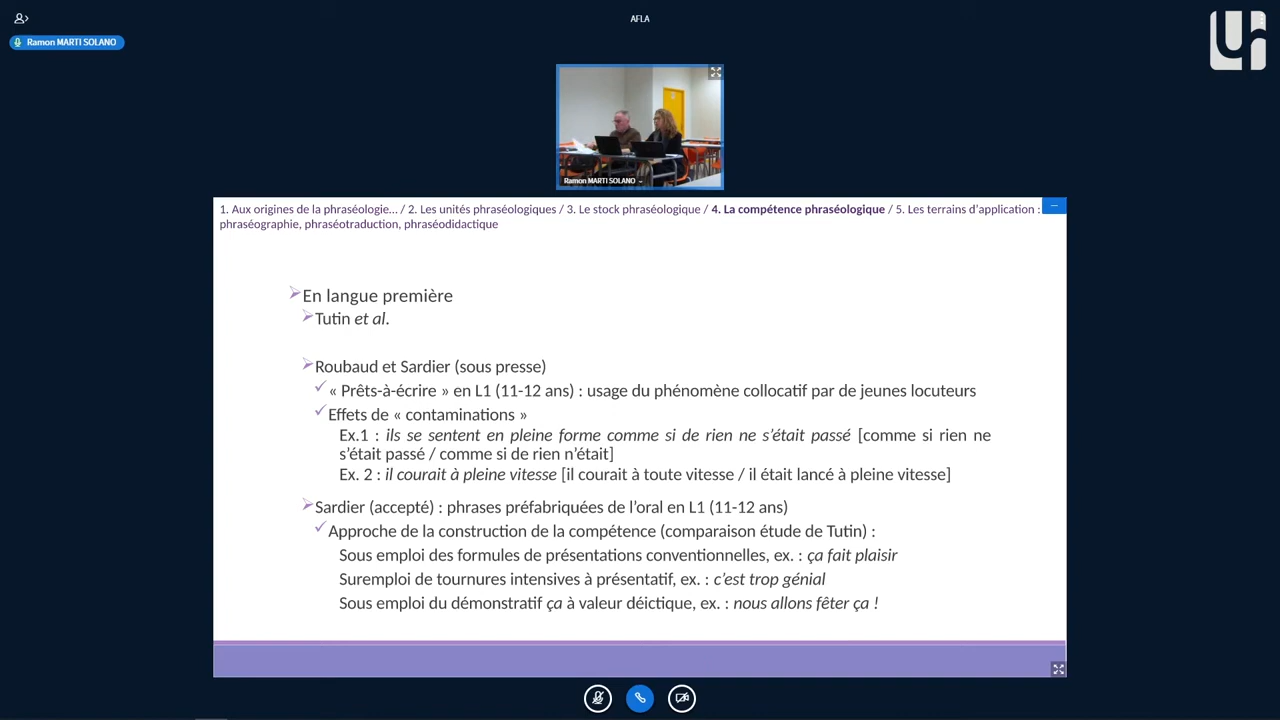 AFLA
Ramon MARTI SOLANO
Ramon MARTI SOLANO
1. Aux origines de la phraséologie... / 2. Les unités phraséologiques / 3. Le stock phraséologique / 4. La compétence phraséologique / 5. Les terrains d'application :
phraséographie, phraséotraduction, phraséodidactique
En langue première
Tutin et al.
Roubaud et Sardier (sous presse)
« Prêts-à-écrire » en L1 (11-12 ans) : usage du phénomène collocatif par de jeunes locuteurs
Effets de « contaminations »
Ex.1 : ils se sentent en pleine forme comme si de rien ne s'était passé [comme si rien ne
s'était passé / comme si de rien n'était]
Ex. 2 : il courait à pleine vitesse [il courait à toute vitesse / il était lancé à pleine vitesse]
Sardier (accepté) : phrases préfabriquées de l'oral en L1 (11-12 ans)
Approche de la construction de la compétence (comparaison étude de Tutin) :
Sous emploi des formules de présentations conventionnelles, ex. : ça fait plaisir
Suremploi de tournures intensives à présentatif, ex. : c'est trop génial
Sous emploi du démonstratif ça à valeur déictique, ex. : nous allons fêter ça !